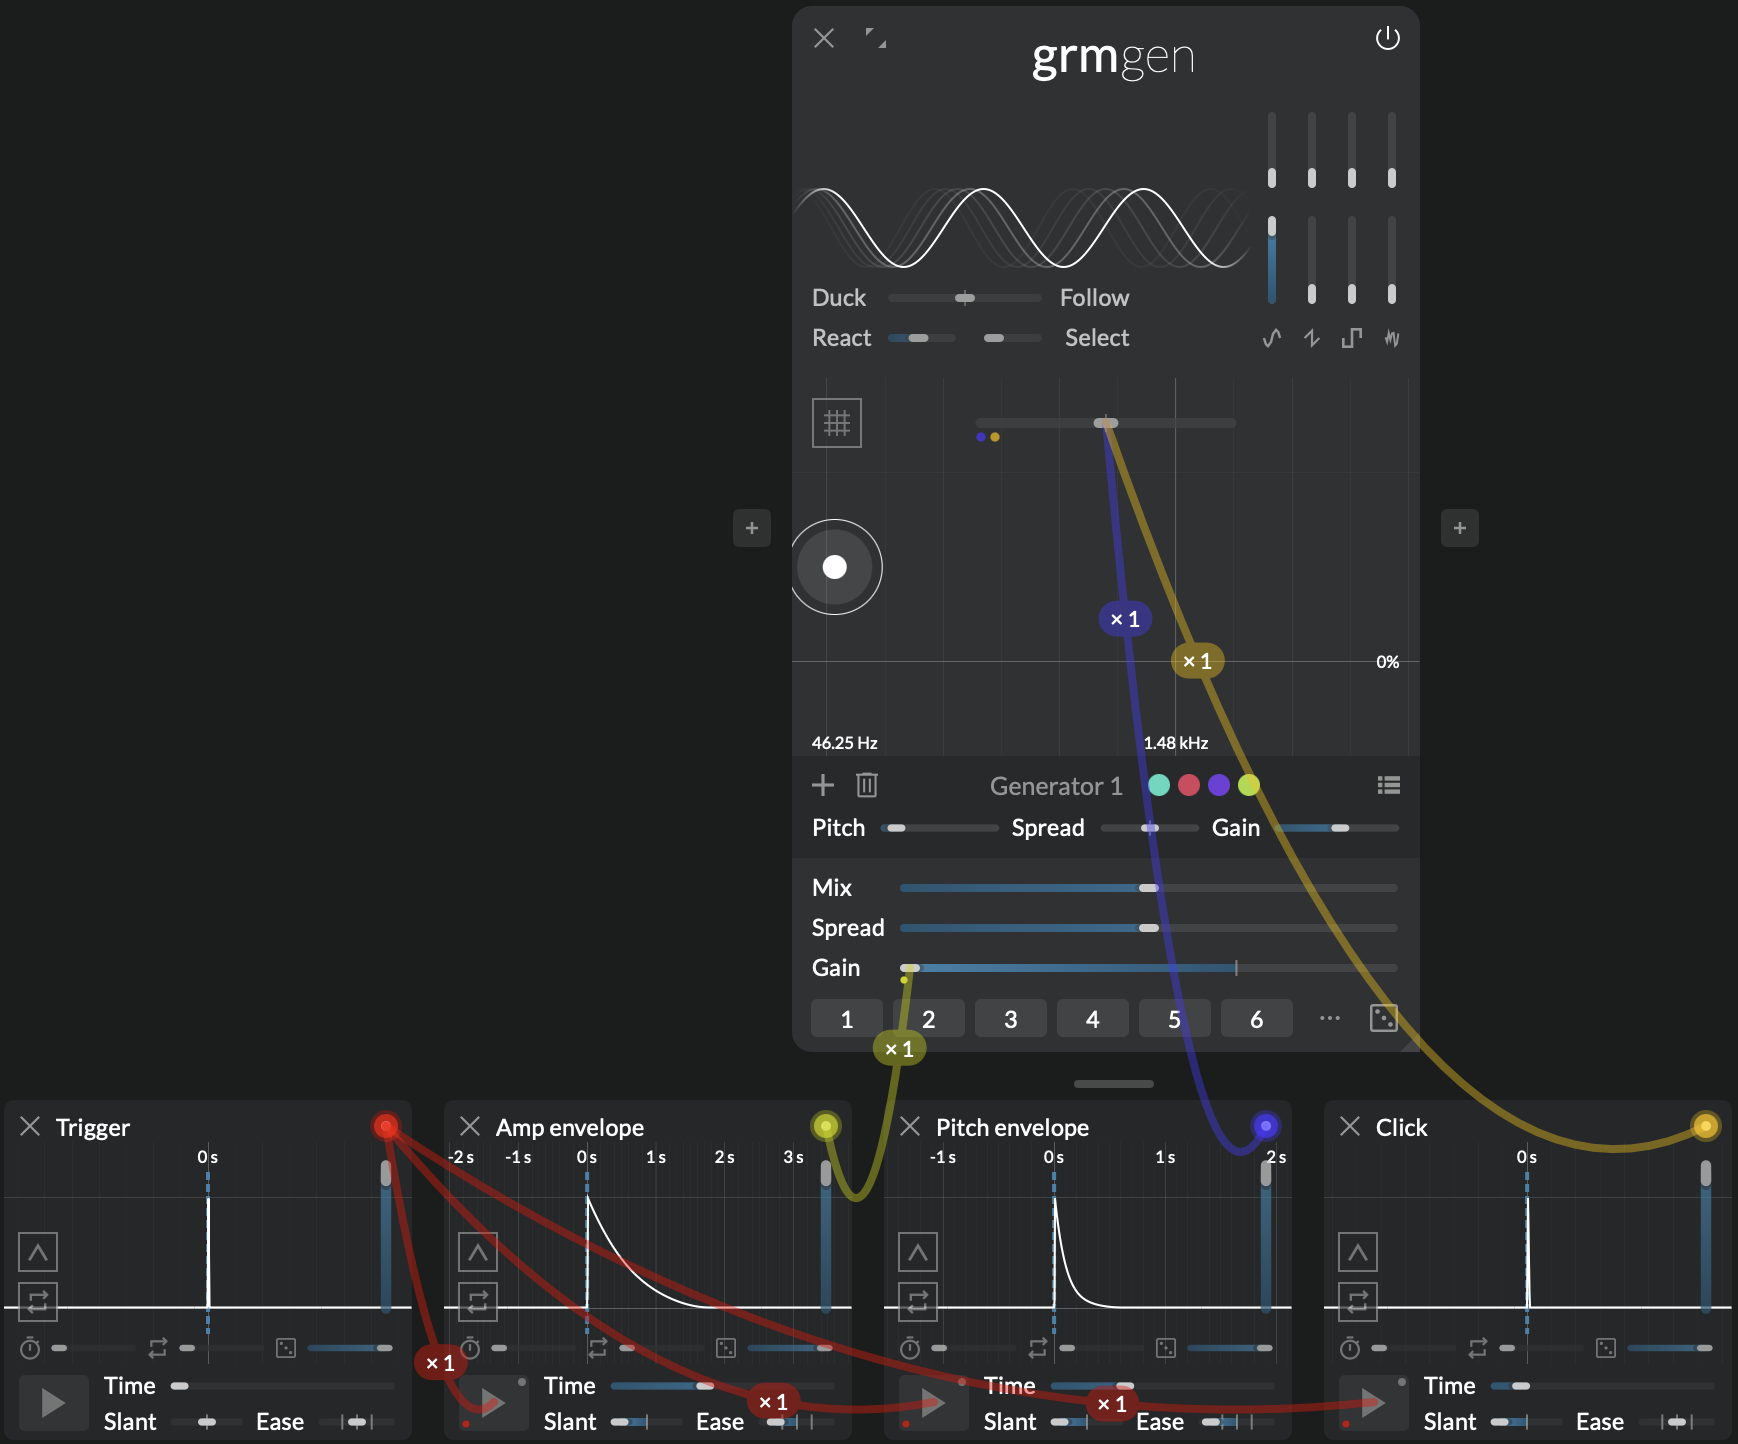 grmgen
Duck Follow
React Select
+ +
× 1
× 1
0%
46.25 Hz 1.48 kHz
Generator 1
Pitch Spread Gain
Mix
Spread
Gain
1 2 3 4 5 6 ...
× 1
Trigger
0 s
Time
Slant Ease
× 1
Amp envelope
-2 s -1 s 0 s 1 s 2 s 3 s
Time
Slant Ease
× 1
Pitch envelope
-1 s 0 s 1 s 2 s
Time
Slant Ease
× 1
Click
0 s
Time
Slant Ease